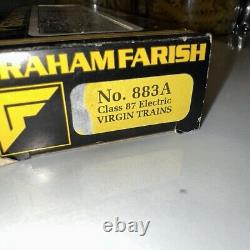 RAHAM FARISH
No. 883A
Class 87 Electric
VIRGIN TRAINS